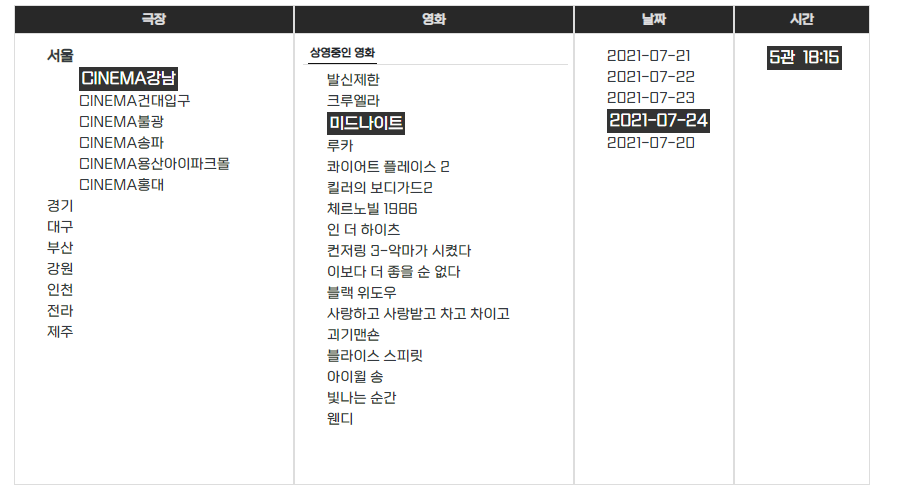 극장
영화
날짜
시간
서울
CINEMA강남
CINEMA건대입구
CINEMA불광
CINEMA송파
CINEMA용산아이파크몰
CINEMA홍대
경기
대구
부산
강원
인천
전라
제주
상영중인 영화
발신제한
크루엘라
미드나이트
루카
콰이어트 플레이스 2
킬러의 보디가드2
체르노빌 1986
인 더 하이츠
컨저링 3-악마가 시켰다
이보다 더 좋을 순 없다
블랙 위도우
사랑하고 사랑받고 차고 차이고
괴기맨숀
블라이스 스피릿
아이윌 송
빛나는 순간
웬디
2021-07-21
2021-07-22
2021-07-23
2021-07-24
2021-07-20
5관 18:15